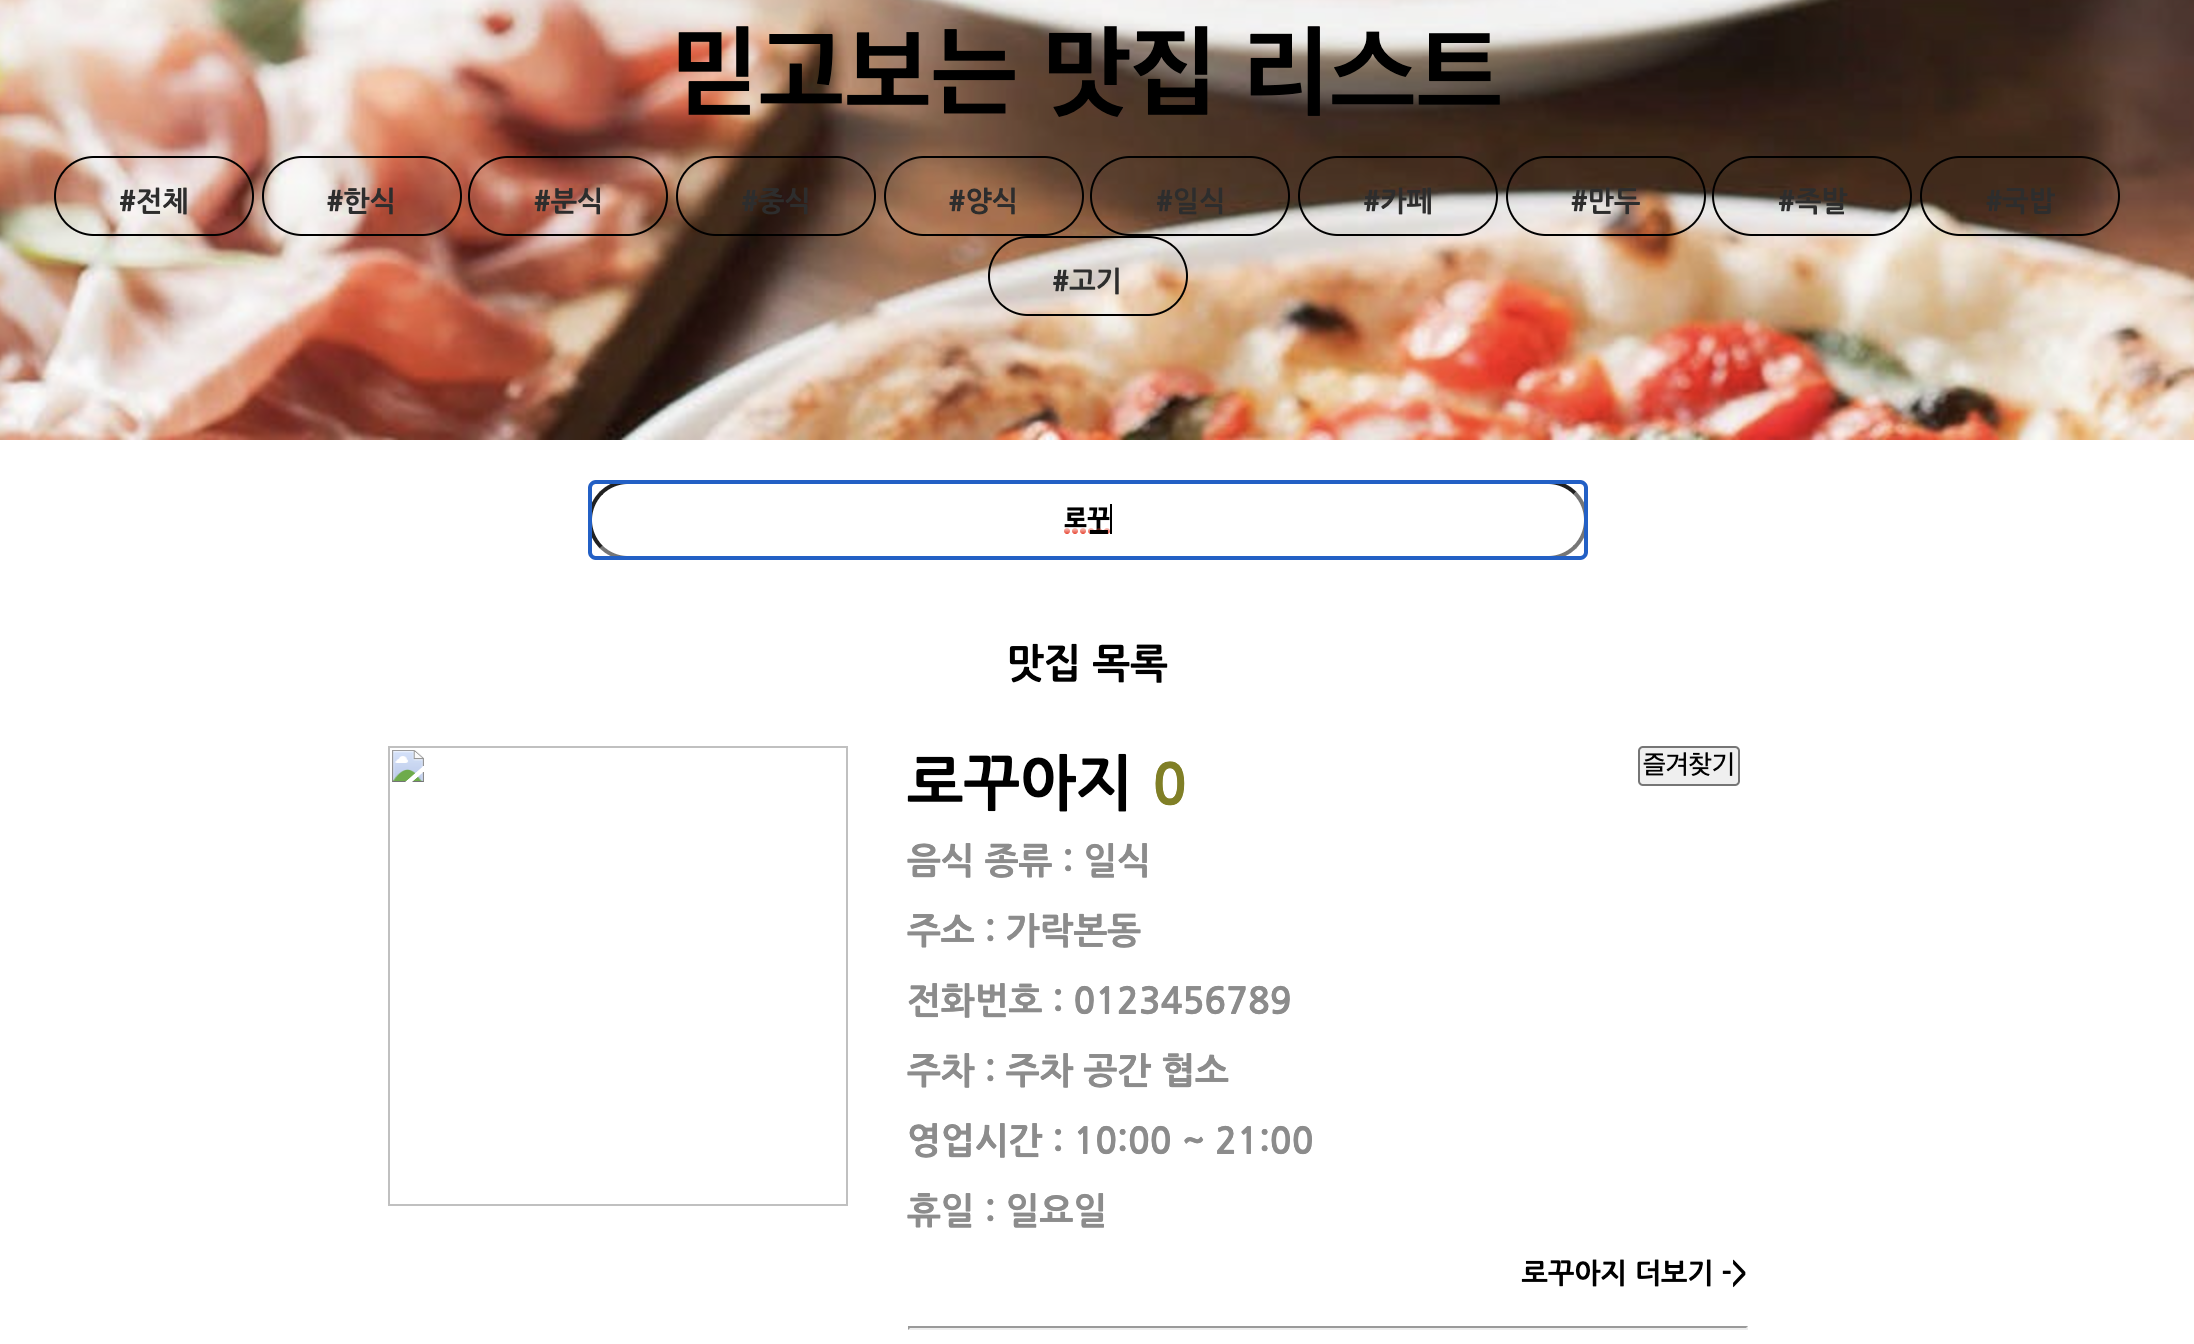 믿고보는 맛집 리스트
#전체 #한식 #분식 #중식 #양식 #일식 #카페 #만두 #족발 #국밥
#고기
로꾸
맛집 목록
로꾸아지 0 즐겨찾기
음식 종류 : 일식
주소 : 가락본동
전화번호 : 0123456789
주차 : 주차 공간 협소
영업시간 : 10:00 ~ 21:00
휴일 : 일요일
로꾸아지 더보기 ->